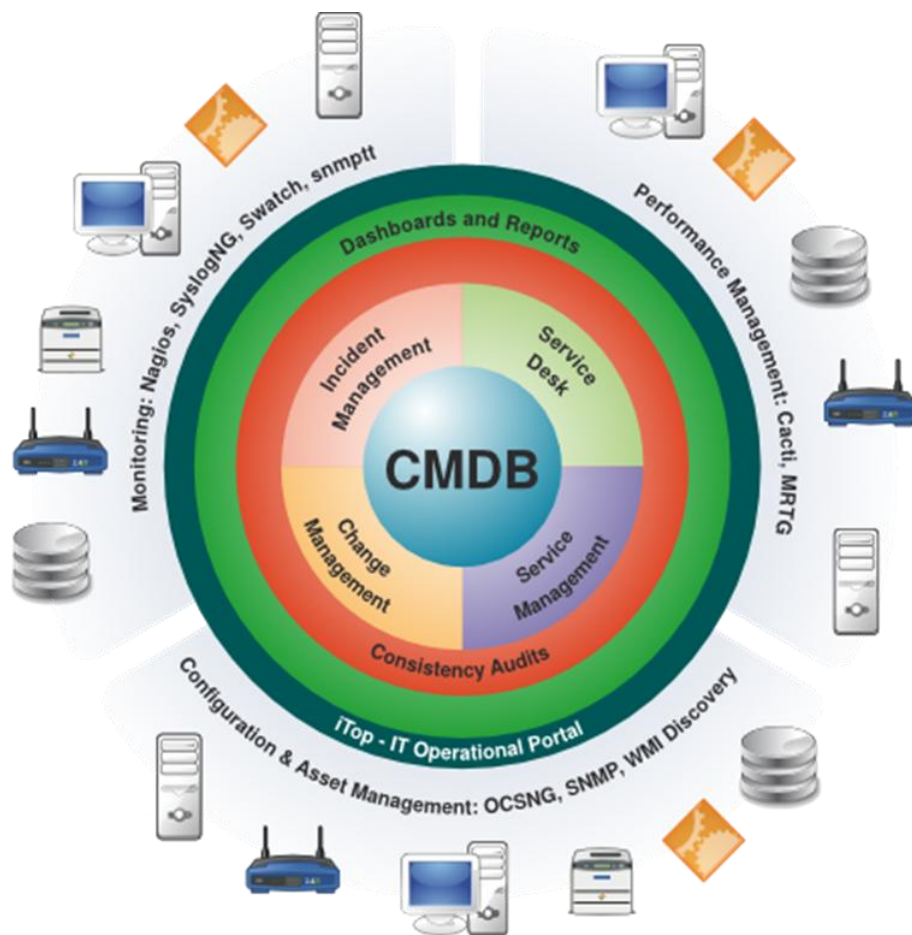 Monitoring: Nagios, SyslogNG, Swatch, snmptt
Performance Management: Cacti, MRTG
Dashboards and Reports
Incident
Management
Service
Desk
CMDB
Change
Management
Service
Management
Consistency Audits
iTop - IT Operational Portal
Configuration & Asset Management: OCSNG, SNMP, WMI Discovery